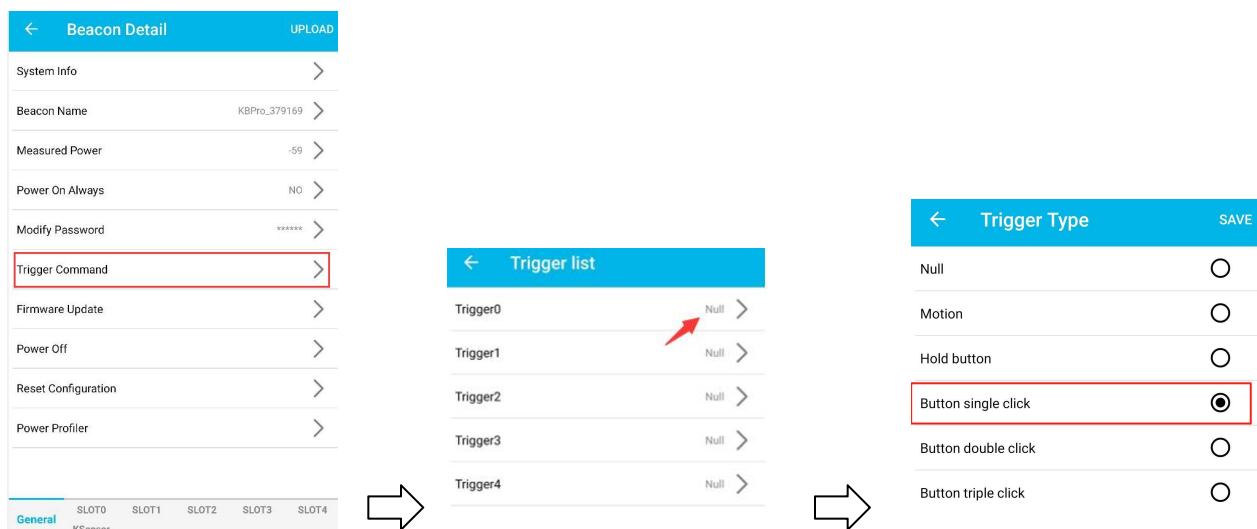 Beacon Detail UPLOAD
System Info
Beacon Name KBPro_379169
Measured Power -59
Power On Always NO
Modify Password ******
Trigger Command
Firmware Update
Power Off
Reset Configuration
Power Profiler
General SLOT0 SLOT1 SLOT2 SLOT3 SLOT4
KSensor
Trigger list
Trigger0 Null
Trigger1 Null
Trigger2 Null
Trigger3 Null
Trigger4 Null
Trigger Type SAVE
Null
Motion
Hold button
Button single click
Button double click
Button triple click